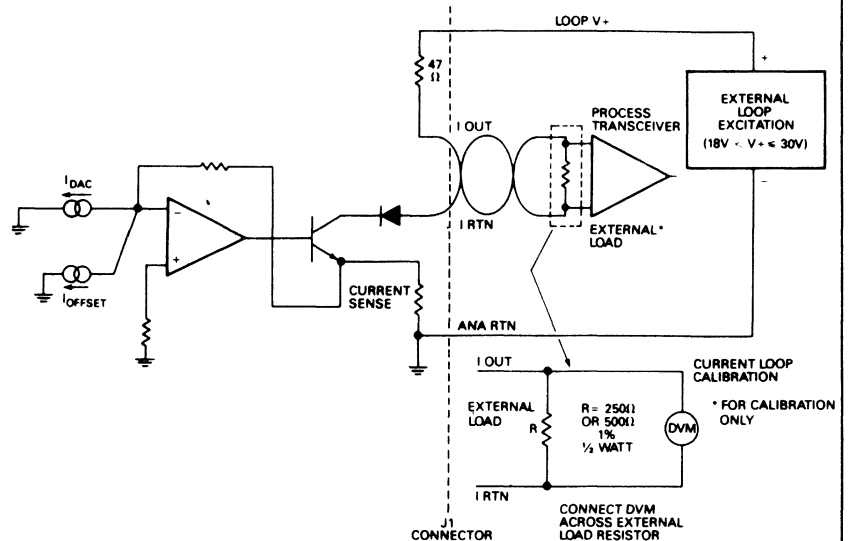 LOOP V+
47
Ω
+
EXTERNAL
LOOP
EXCITATION
(18V < V+ ≤ 30V)
−
PROCESS
TRANSCEIVER
I OUT
I RTN
EXTERNAL*
LOAD
IDAC
IOFFSET
−
+
CURRENT
SENSE
ANA RTN
I OUT
CURRENT LOOP
CALIBRATION
EXTERNAL
LOAD
R
R= 250Ω
OR 500Ω
1%
½ WATT
DVM
* FOR CALIBRATION
ONLY
I RTN
J1
CONNECTOR
CONNECT DVM
ACROSS EXTERNAL
LOAD RESISTOR